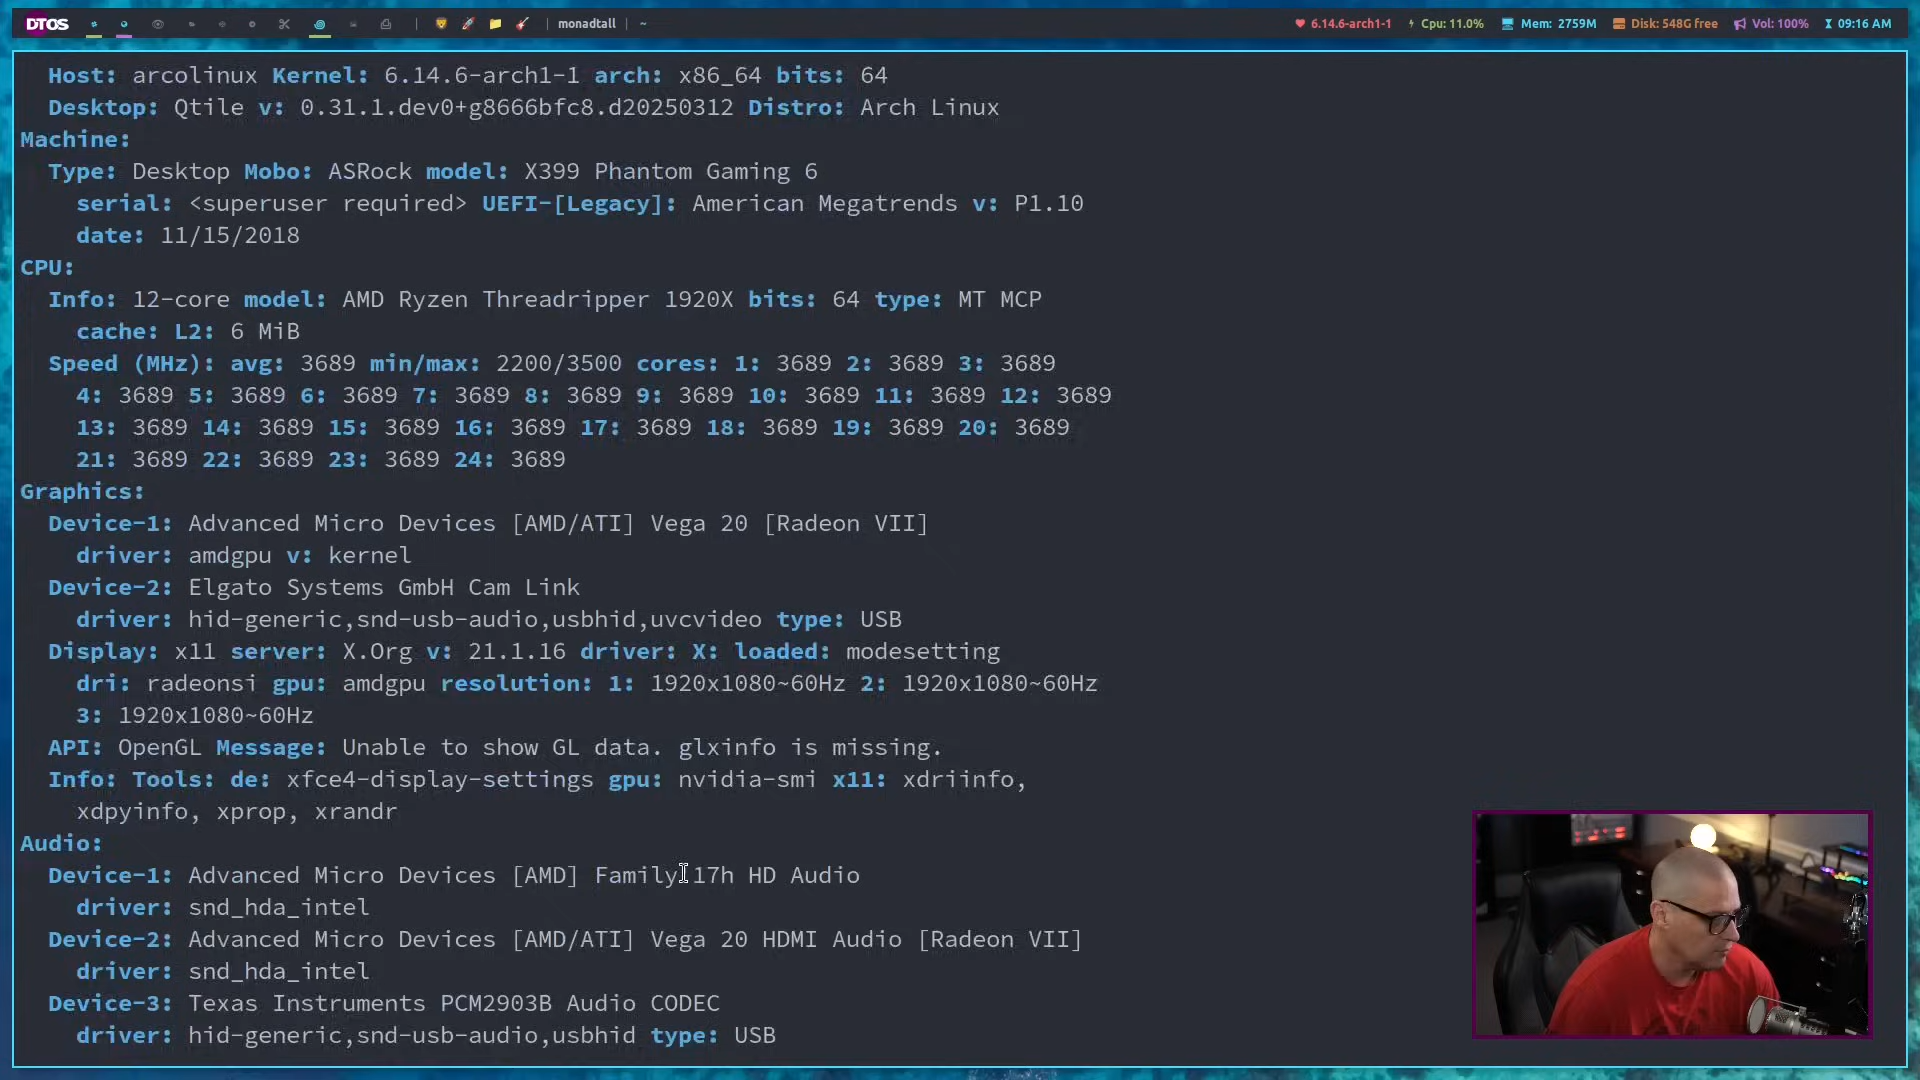 DTOS monadtall ~ 6.14.6-arch1-1 Cpu: 11.0% Mem: 2759M Disk: 548G free Vol: 100% 09:16 AM
Host: arcolinux Kernel: 6.14.6-arch1-1 arch: x86_64 bits: 64
Desktop: Qtile v: 0.31.1.dev0+g8666bfc8.d20250312 Distro: Arch Linux
Machine:
Type: Desktop Mobo: ASRock model: X399 Phantom Gaming 6
serial: <superuser required> UEFI-[Legacy]: American Megatrends v: P1.10
date: 11/15/2018
CPU:
Info: 12-core model: AMD Ryzen Threadripper 1920X bits: 64 type: MT MCP
cache: L2: 6 MiB
Speed (MHz): avg: 3689 min/max: 2200/3500 cores: 1: 3689 2: 3689 3: 3689
4: 3689 5: 3689 6: 3689 7: 3689 8: 3689 9: 3689 10: 3689 11: 3689 12: 3689
13: 3689 14: 3689 15: 3689 16: 3689 17: 3689 18: 3689 19: 3689 20: 3689
21: 3689 22: 3689 23: 3689 24: 3689
Graphics:
Device-1: Advanced Micro Devices [AMD/ATI] Vega 20 [Radeon VII]
driver: amdgpu v: kernel
Device-2: Elgato Systems GmbH Cam Link
driver: hid-generic,snd-usb-audio,usbhid,uvcvideo type: USB
Display: x11 server: X.Org v: 21.1.16 driver: X: loaded: modesetting
dri: radeonsi gpu: amdgpu resolution: 1: 1920x1080~60Hz 2: 1920x1080~60Hz
3: 1920x1080~60Hz
API: OpenGL Message: Unable to show GL data. glxinfo is missing.
Info: Tools: de: xfce4-display-settings gpu: nvidia-smi x11: xdriinfo,
xdpyinfo, xprop, xrandr
Audio:
Device-1: Advanced Micro Devices [AMD] Family 17h HD Audio
driver: snd_hda_intel
Device-2: Advanced Micro Devices [AMD/ATI] Vega 20 HDMI Audio [Radeon VII]
driver: snd_hda_intel
Device-3: Texas Instruments PCM2903B Audio CODEC
driver: hid-generic,snd-usb-audio,usbhid type: USB